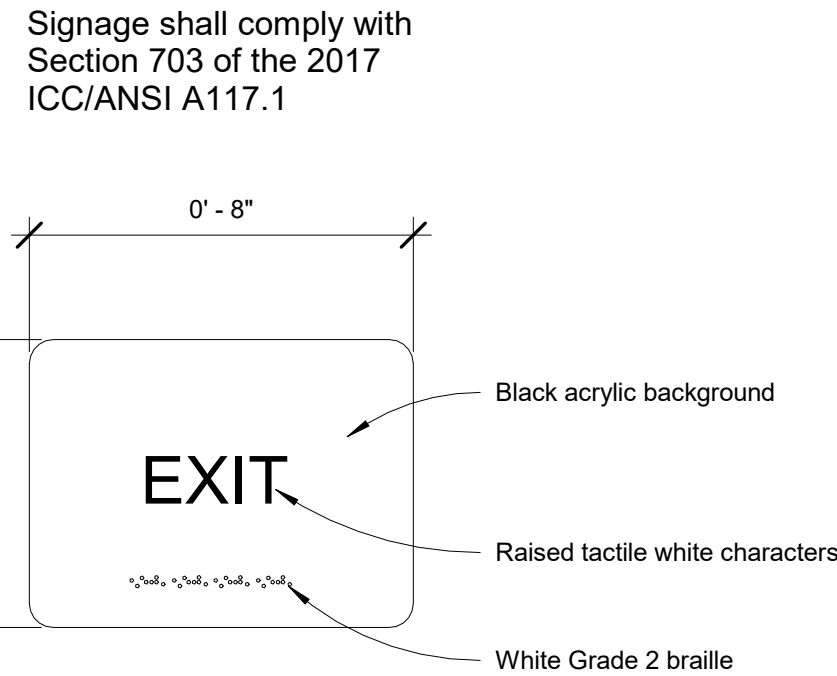 Signage shall comply with
Section 703 of the 2017
ICC/ANSI A117.1
0' - 8"
Black acrylic background
EXIT
Raised tactile white characters
White Grade 2 braille